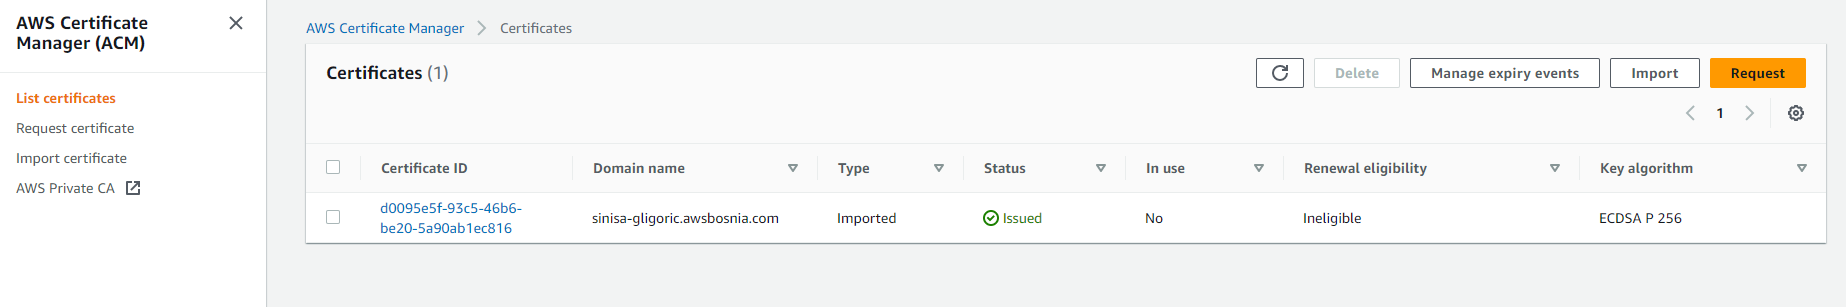 AWS Certificate
Manager (ACM)
List certificates
Request certificate
Import certificate
AWS Private CA
AWS Certificate Manager > Certificates
Certificates (1)
Delete
Manage expiry events
Import
Request
1
Certificate ID
Domain name
Type
Status
In use
Renewal eligibility
Key algorithm
d0095e5f-93c5-46b6-
be20-5a90ab1ec816
sinisa-gligoric.awsbosnia.com
Imported
Issued
No
Ineligible
ECDSA P 256